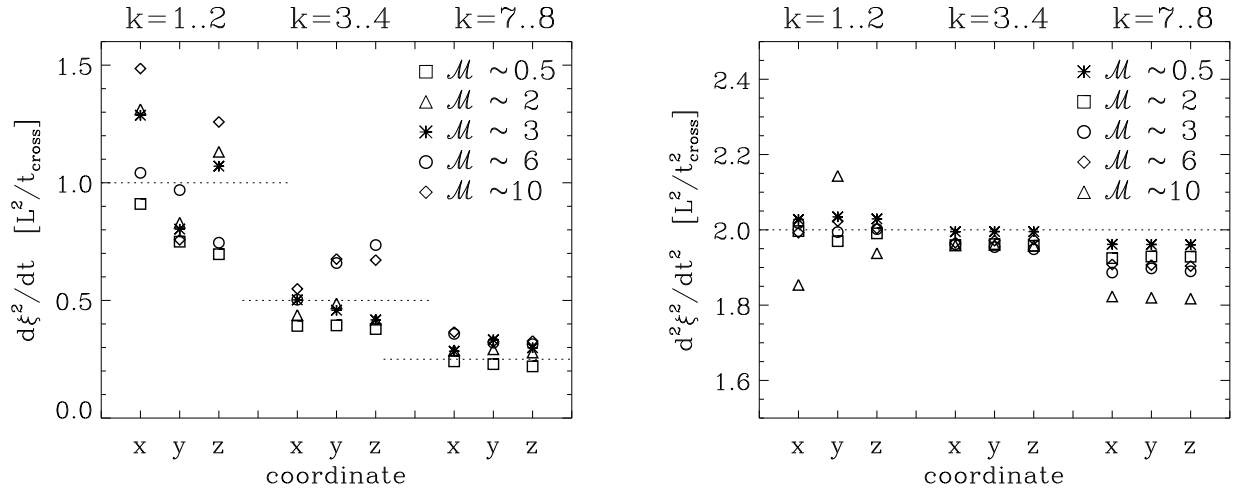 k=1..2 k=3..4 k=7..8
1.5
1.0
0.5
0.0
dξ²/dt [L²/t_cross]
ℳ ~0.5
ℳ ~ 2
ℳ ~ 3
ℳ ~ 6
ℳ ~10
x y z x y z x y z
coordinate
k=1..2 k=3..4 k=7..8
2.4
2.2
2.0
1.8
1.6
d²ξ²/dt² [L²/t²_cross]
ℳ ~0.5
ℳ ~ 2
ℳ ~ 3
ℳ ~ 6
ℳ ~10
x y z x y z x y z
coordinate